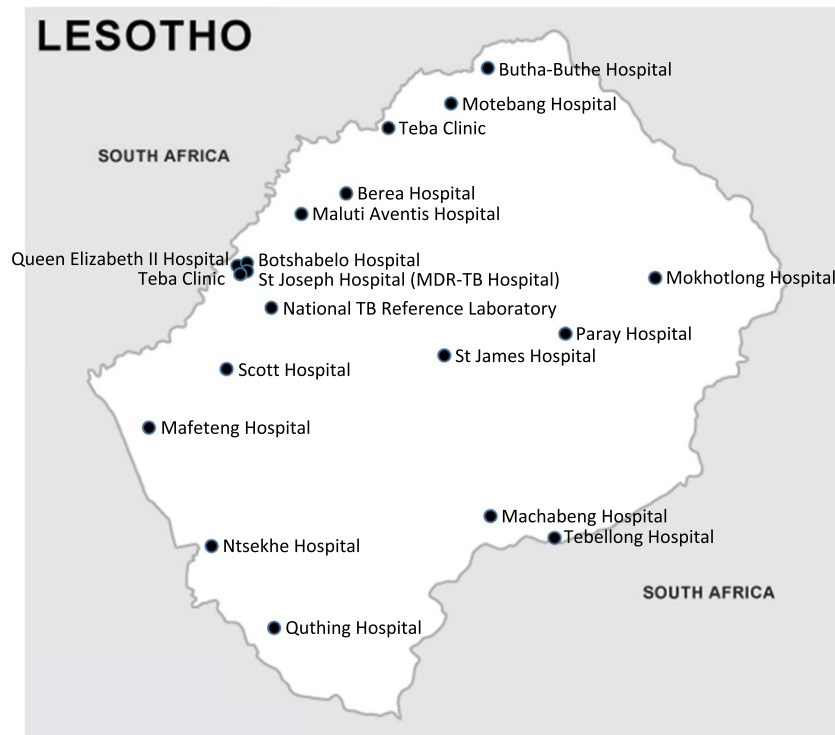 LESOTHO
Butha-Buthe Hospital
Motebang Hospital
Teba Clinic
SOUTH AFRICA
Berea Hospital
Maluti Aventis Hospital
Queen Elizabeth II Hospital
Botshabelo Hospital
Teba Clinic
St Joseph Hospital (MDR-TB Hospital)
Mokhotlong Hospital
National TB Reference Laboratory
Paray Hospital
St James Hospital
Scott Hospital
Mafeteng Hospital
Machabeng Hospital
Tebellong Hospital
Ntsekhe Hospital
SOUTH AFRICA
Quthing Hospital